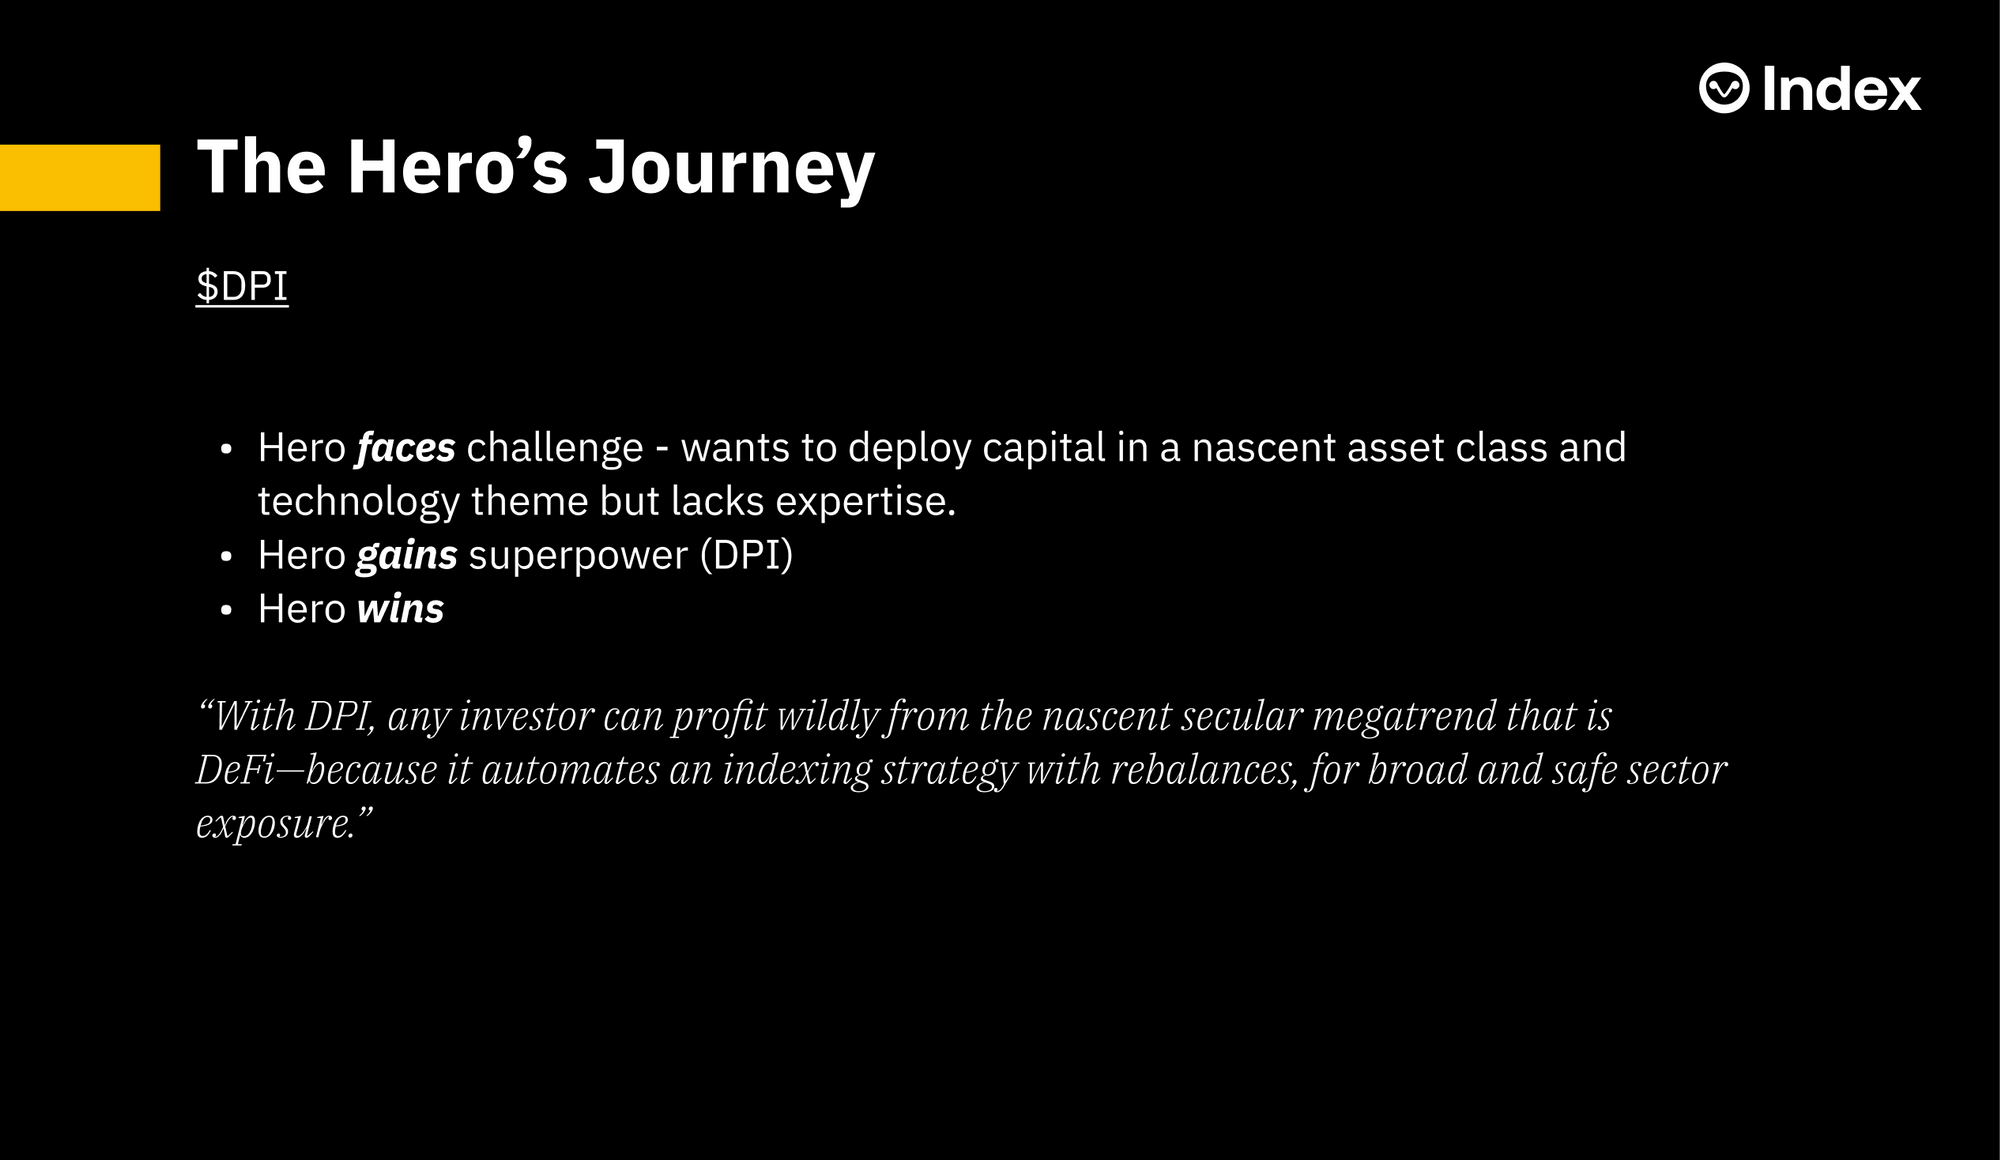 Index
The Hero’s Journey
$DPI
• Hero faces challenge - wants to deploy capital in a nascent asset class and
technology theme but lacks expertise.
• Hero gains superpower (DPI)
• Hero wins
“With DPI, any investor can profit wildly from the nascent secular megatrend that is
DeFi—because it automates an indexing strategy with rebalances, for broad and safe sector
exposure.”